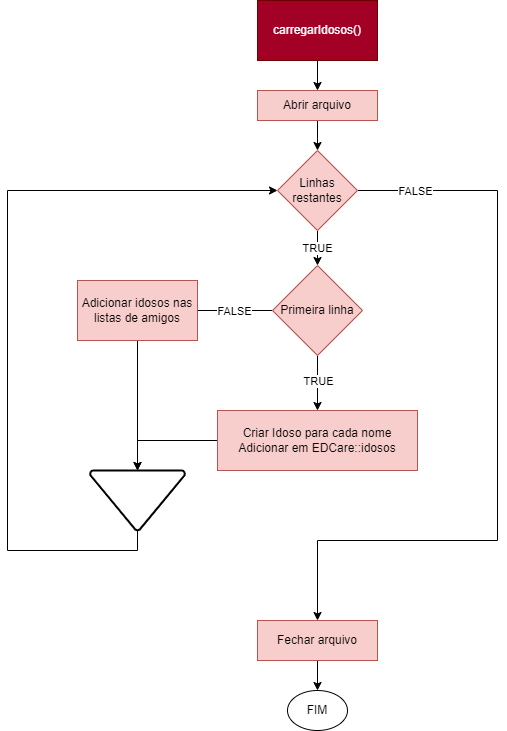 carregarIdosos()
Abrir arquivo
Linhas
restantes
FALSE
TRUE
Adicionar idosos nas
listas de amigos
FALSE
Primeira linha
TRUE
Criar Idoso para cada nome
Adicionar em EDCare::idosos
Fechar arquivo
FIM